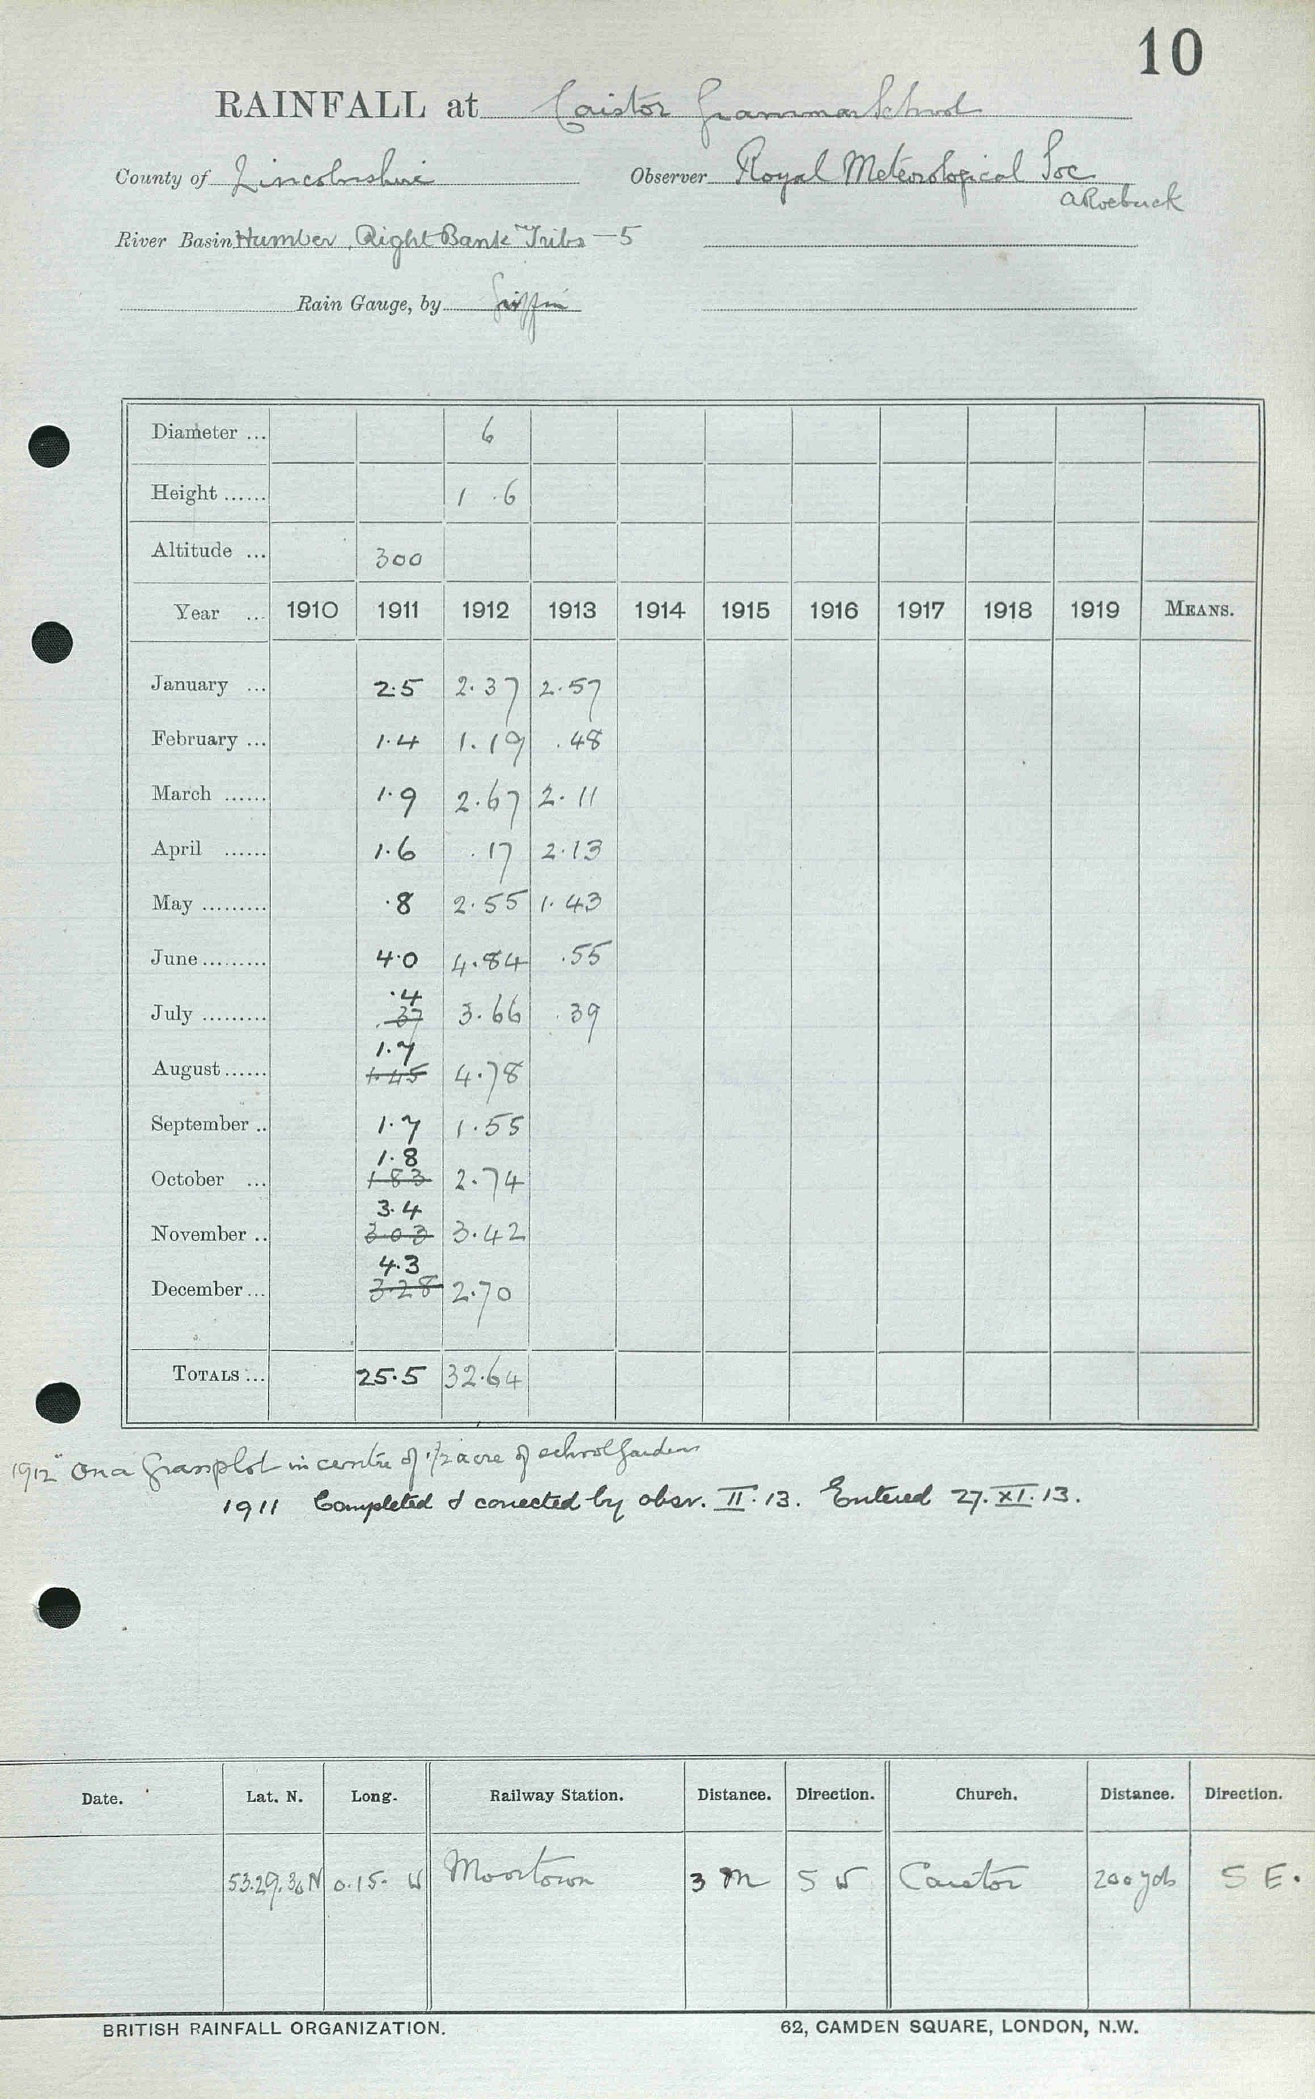 10
RAINFALL at Caistor Grammar School
County of Lincolnshire Observer Royal Meteorological Soc
A Roebuck
River Basin Humber Right Bank Tribs - 5
Rain Gauge, by Griffin
Diameter ... 6
Height ...... 1 .6
Altitude ... 300
Year ... 1910 1911 1912 1913 1914 1915 1916 1917 1918 1919 MEANS.
January ... 2.5 2.37 2.57
February ... 1.4 1.19 .48
March ...... 1.9 2.67 2.11
April ...... 1.6 .17 2.13
May ......... .8 2.55 1.43
June ......... 4.0 4.84 .55
.4
July ......... .37 3.66 .39
1.7
August ...... 1.45 4.78
September .. 1.7 1.55
1.8
October ... 1.83 2.74
3.4
November .. 3.03 3.42
4.3
December ... 3.28 2.70
TOTALS ... 25.5 32.64
1912 "On a Grassplot in centre of 1/2 acre of school Garden
1911 Completed & corrected by obsr. II.13. Entered 27.XI.13.
Date. Lat. N. Long. Railway Station. Distance. Direction. Church. Distance. Direction.
53.29.30 N 0.15. W Moortown 3 m S W Caistor 200 yds S E.
BRITISH RAINFALL ORGANIZATION. 62, CAMDEN SQUARE, LONDON, N.W.